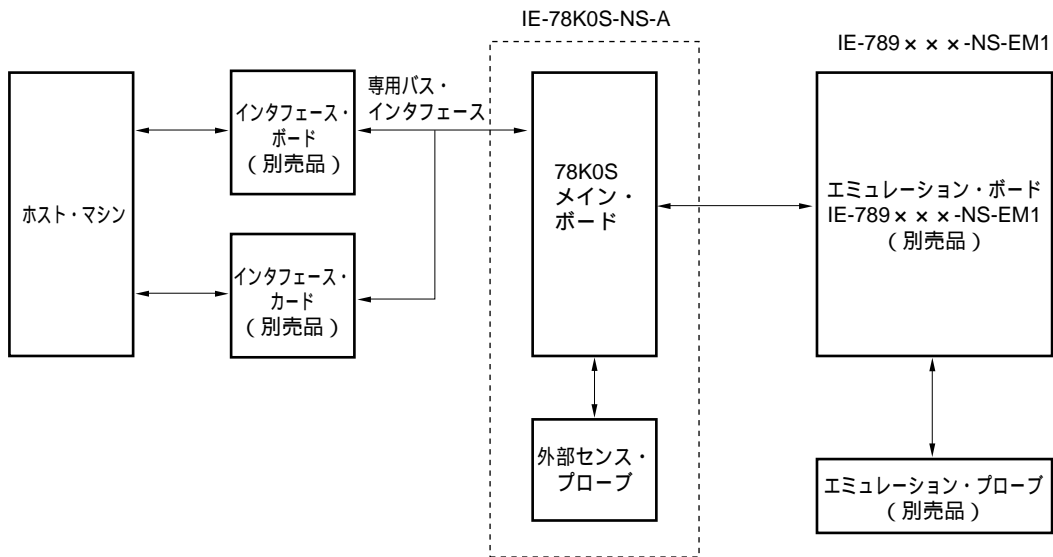 IE-78K0S-NS-A
IE-789×××-NS-EM1
ホスト・マシン
インタフェース・
ボード
(別売品)
専用バス・
インタフェース
インタフェース・
カード
(別売品)
78K0S
メイン・
ボード
外部センス・
プローブ
エミュレーション・ボード
IE-789×××-NS-EM1
(別売品)
エミュレーション・プローブ
(別売品)